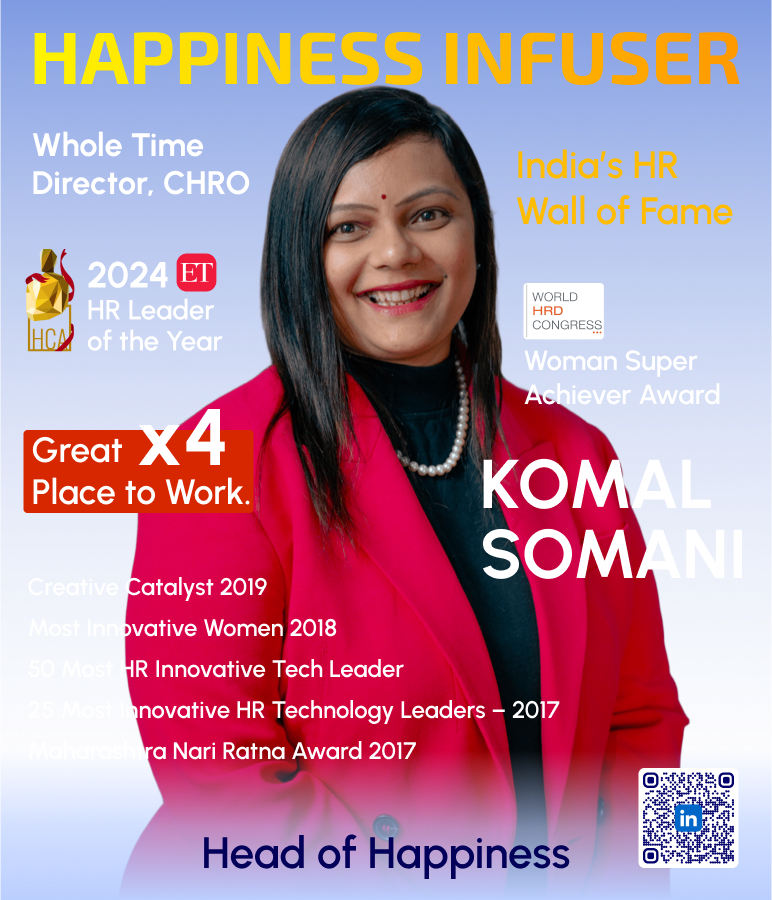 HAPPINESS INFUSER
Whole Time
Director, CHRO
India's HR
Wall of Fame
HCA
2024 ET
HR Leader
of the Year
WORLD
HRD
CONGRESS
Woman Super
Achiever Award
Great x4
Place to Work.
KOMAL
SOMANI
Creative Catalyst 2019
Most Innovative Women 2018
50 Most HR Innovative Tech Leader
25 Most Innovative HR Technology Leaders – 2017
Maharashtra Nari Ratna Award 2017
in
Head of Happiness